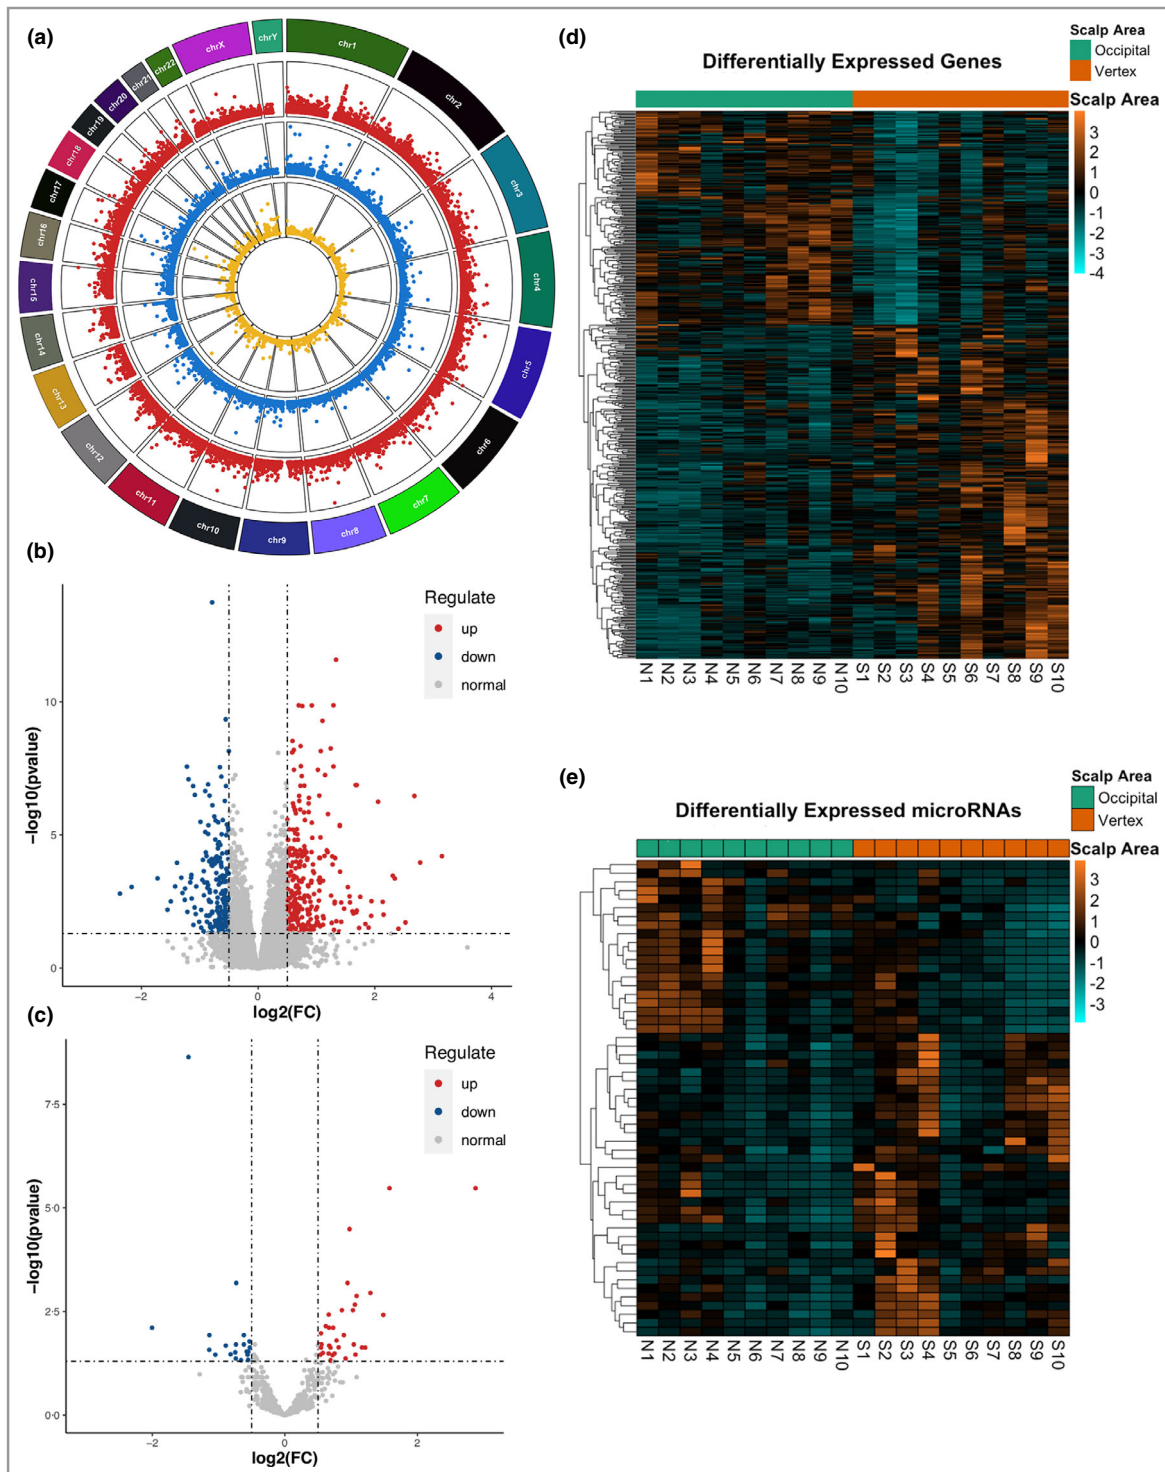 (a)
chr1
chr2
chr3
chr4
chr5
chr6
chr7
chr8
chr9
chr10
chr11
chr12
chr13
chr14
chr15
chr16
chr17
chr18
chr19
chr20
chr21
chr22
chrX
chrY
(b)
Regulate
up
down
normal
10
5
0
−log10(pvalue)
−2 0 2 4
log2(FC)
(c)
Regulate
up
down
normal
7·5
5·0
2·5
0·0
−log10(pvalue)
−2 0 2
log2(FC)
(d)
Differentially Expressed Genes
Scalp Area
Occipital
Vertex
Scalp Area
3
2
1
0
-1
-2
-3
-4
N1 N2 N3 N4 N5 N6 N7 N8 N9 N10 S1 S2 S3 S4 S5 S6 S7 S8 S9 S10
(e)
Differentially Expressed microRNAs
Scalp Area
Occipital
Vertex
Scalp Area
3
2
1
0
-1
-2
-3
N1 N2 N3 N4 N5 N6 N7 N8 N9 N10 S1 S2 S3 S4 S5 S6 S7 S8 S9 S10